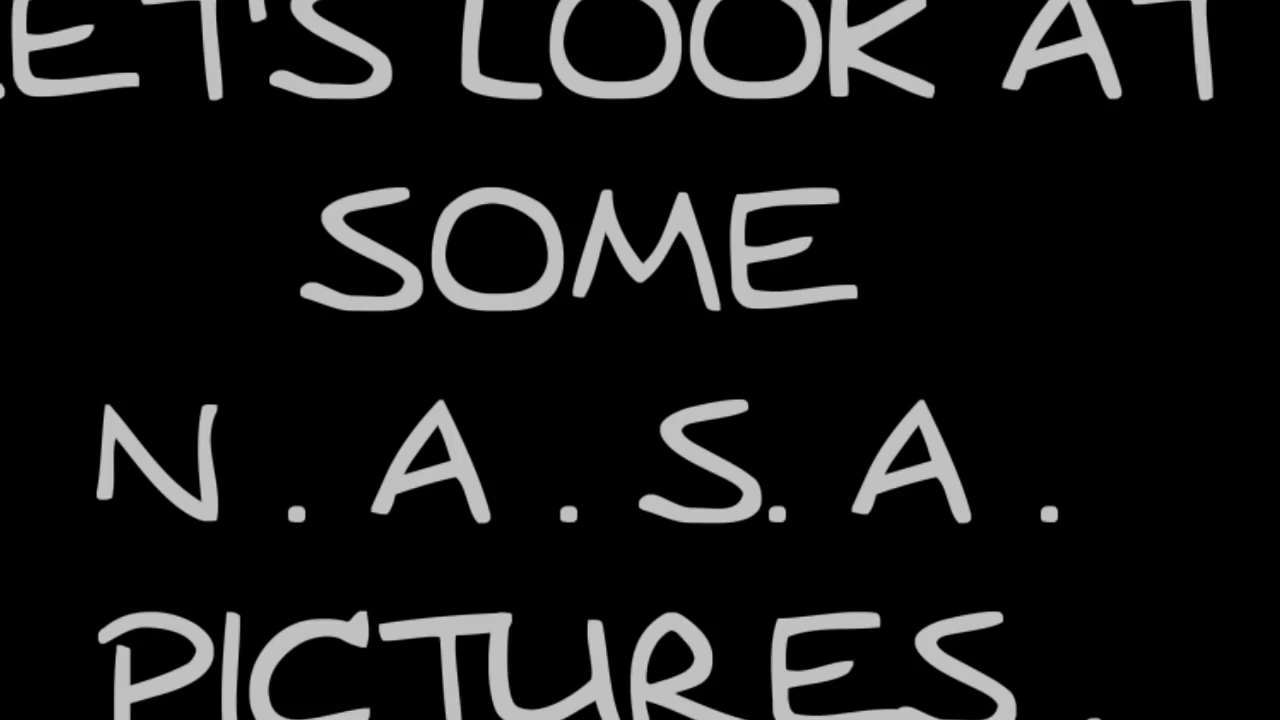 LET'S LOOK AT
SOME
N . A . S. A .
PICTURES .